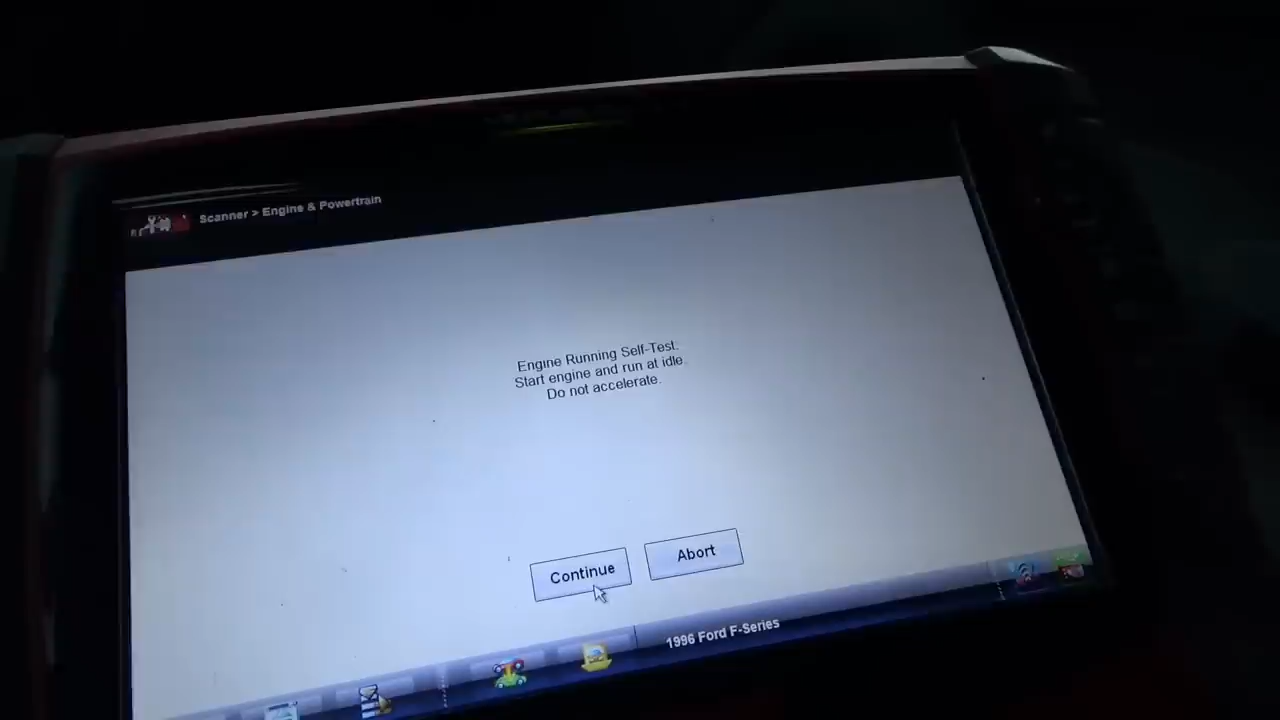 Scanner > Engine & Powertrain
Engine Running Self-Test.
Start engine and run at idle.
Do not accelerate.
Continue
Abort
1996 Ford F-Series